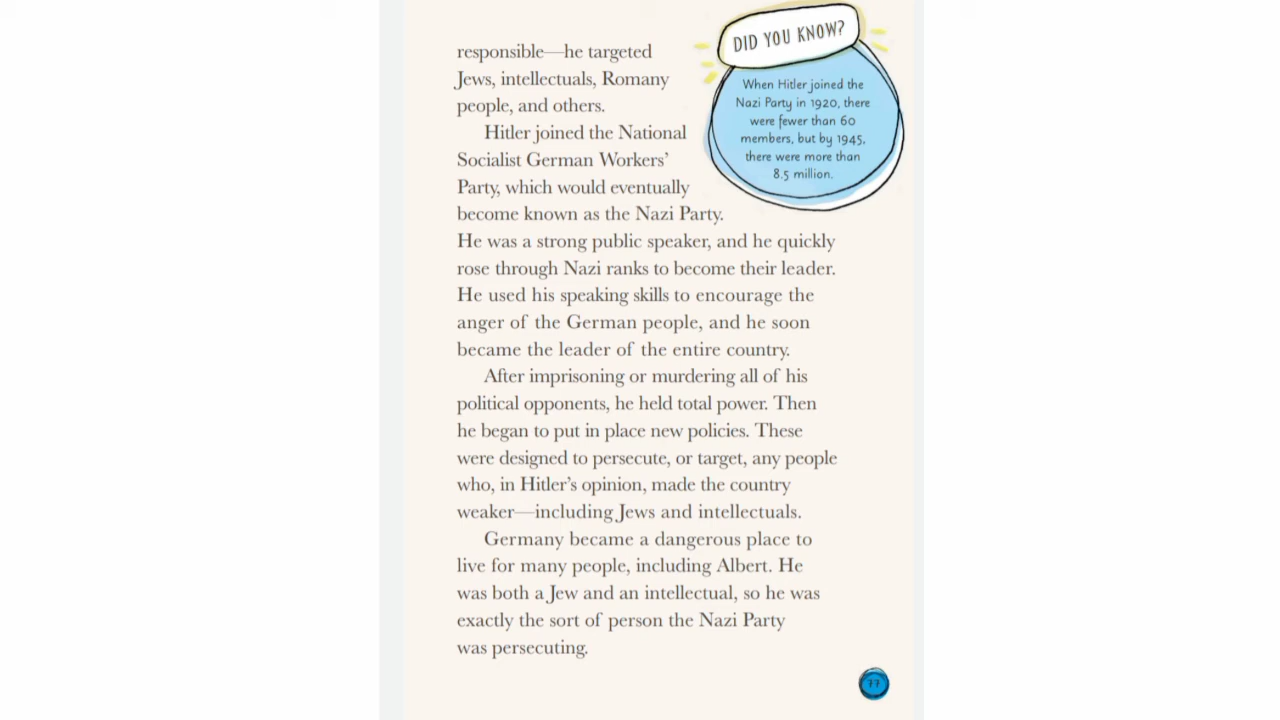 responsible—he targeted
Jews, intellectuals, Romany
people, and others.
Hitler joined the National
Socialist German Workers’
Party, which would eventually
become known as the Nazi Party.
He was a strong public speaker, and he quickly
rose through Nazi ranks to become their leader.
He used his speaking skills to encourage the
anger of the German people, and he soon
became the leader of the entire country.
After imprisoning or murdering all of his
political opponents, he held total power. Then
he began to put in place new policies. These
were designed to persecute, or target, any people
who, in Hitler’s opinion, made the country
weaker—including Jews and intellectuals.
Germany became a dangerous place to
live for many people, including Albert. He
was both a Jew and an intellectual, so he was
exactly the sort of person the Nazi Party
was persecuting.
DID YOU KNOW?
When Hitler joined the
Nazi Party in 1920, there
were fewer than 60
members, but by 1945,
there were more than
8.5 million.
77